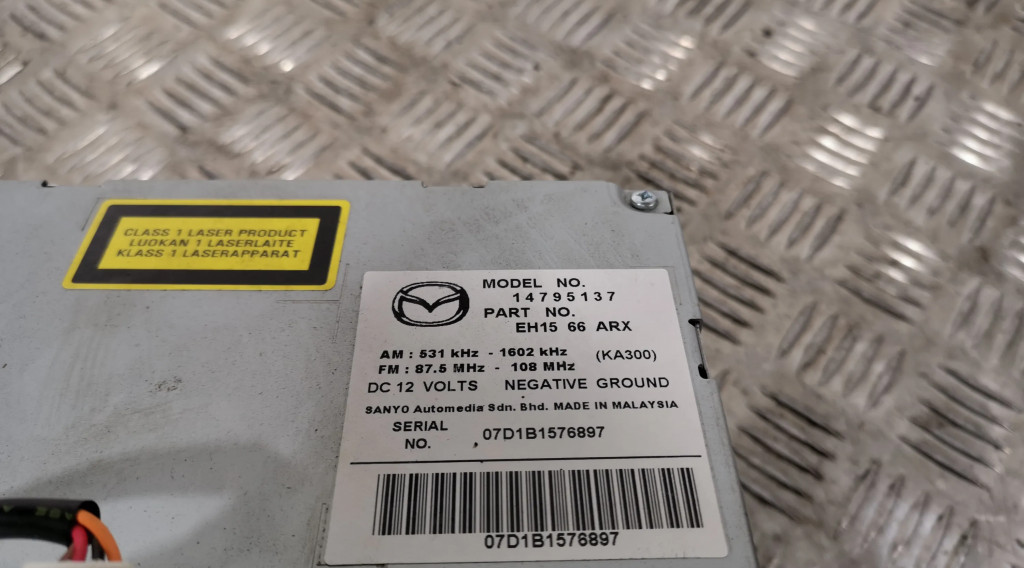 CLASS 1 LASER PRODUCT
LUOKAN 1 LASERLAITE
KLASS 1 LASERAPPARAT
MODEL NO.
14795137
PART NO.
EH15 66 ARX
AM : 531 kHz - 1602 kHz (KA300)
FM : 87.5 MHz - 108 MHz
DC 12 VOLTS NEGATIVE GROUND
SANYO Automedia Sdn. Bhd. MADE IN MALAYSIA
SERIAL NO. 07D1B1576897
07D1B1576897